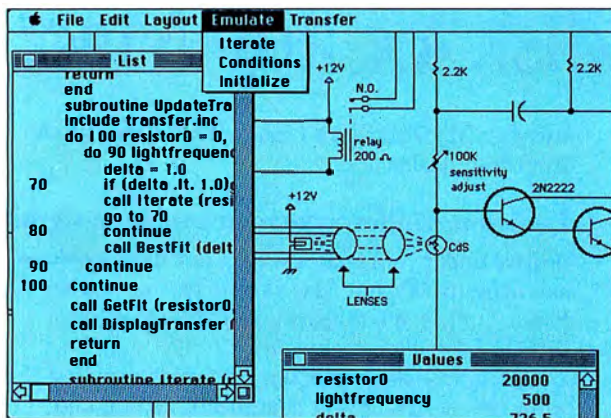 File Edit Layout Emulate Transfer
Iterate
Conditions
Initialize
List
return
end
subroutine UpdateTra
include transfer.inc
do 100 resistor0 = 0,
do 90 lightfrequenc
delta = 1.0
70 if (delta .lt. 1.0)
call Iterate (resi
go to 70
80 continue
call BestFit (delt
90 continue
100 continue
call GetFit (resistor0,
call DisplayTransfer (
return
end
subroutine Iterate (r
+12V
N.O.
relay
200 Ω
2.2K
2.2K
100K
sensitivity
adjust
2N2222
+12V
CdS
LENSES
Values
resistor0 20000
lightfrequency 500
delta 726.5